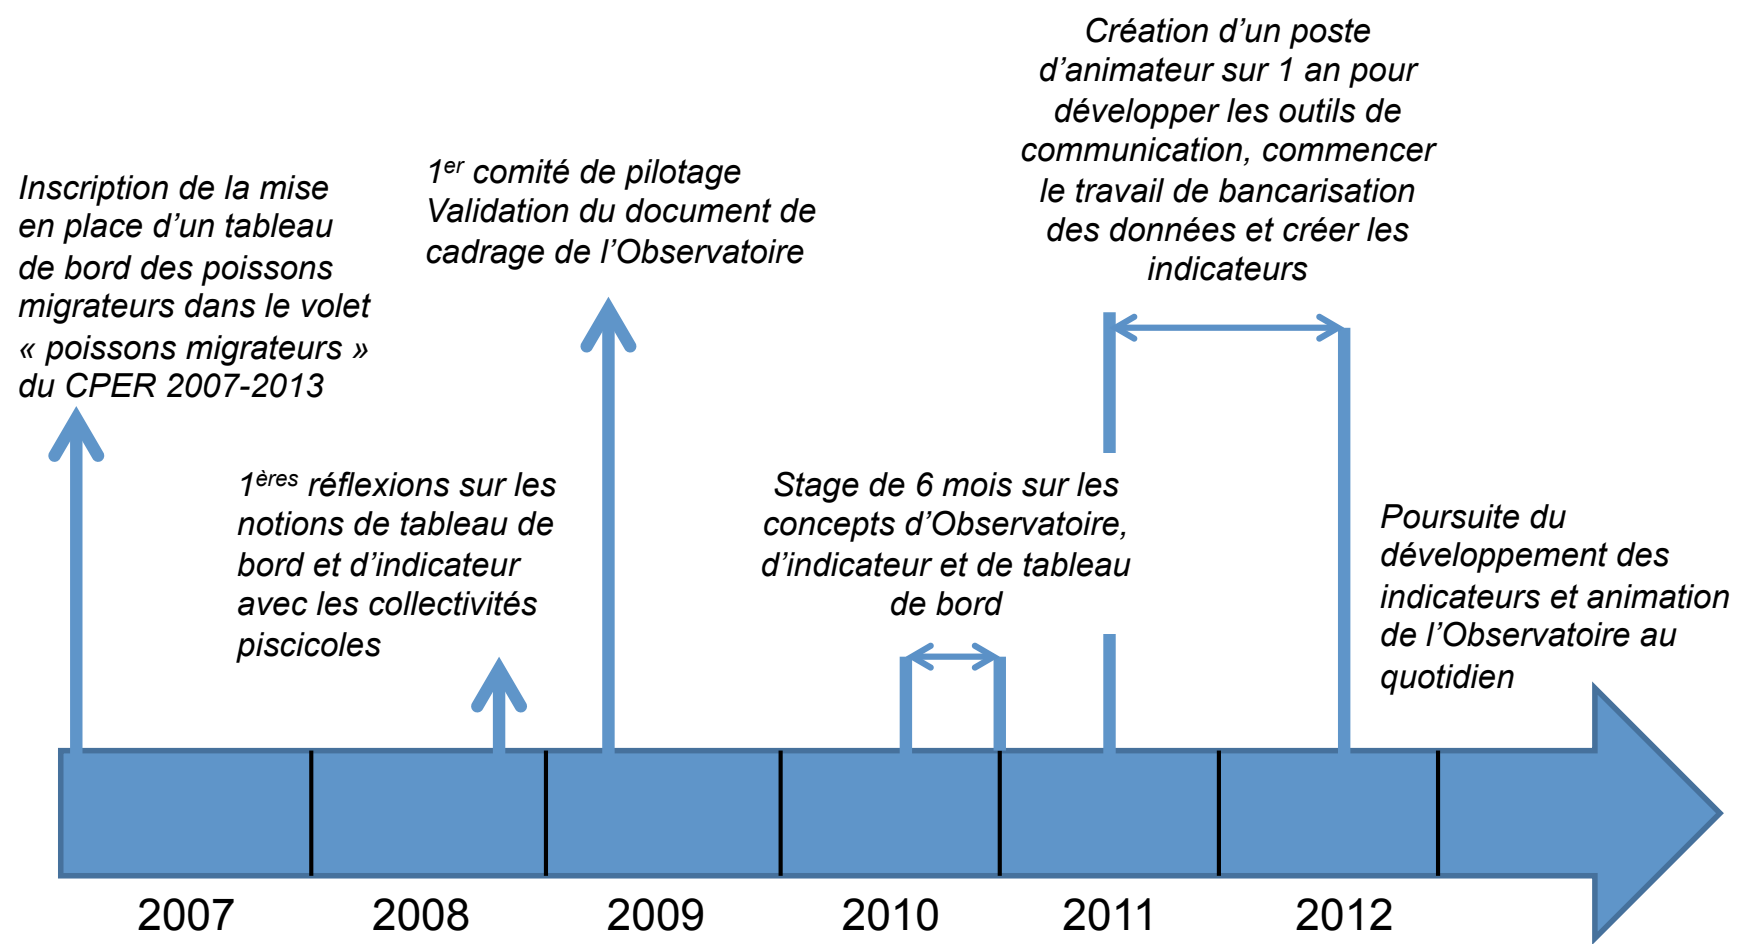 Inscription de la mise
en place d’un tableau
de bord des poissons
migrateurs dans le volet
« poissons migrateurs »
du CPER 2007-2013
1ères réflexions sur les
notions de tableau de
bord et d’indicateur
avec les collectivités
piscicoles
1er comité de pilotage
Validation du document de
cadrage de l’Observatoire
Stage de 6 mois sur les
concepts d’Observatoire,
d’indicateur et de tableau
de bord
Création d’un poste
d’animateur sur 1 an pour
développer les outils de
communication, commencer
le travail de bancarisation
des données et créer les
indicateurs
Poursuite du
développement des
indicateurs et animation
de l’Observatoire au
quotidien
2007 2008 2009 2010 2011 2012